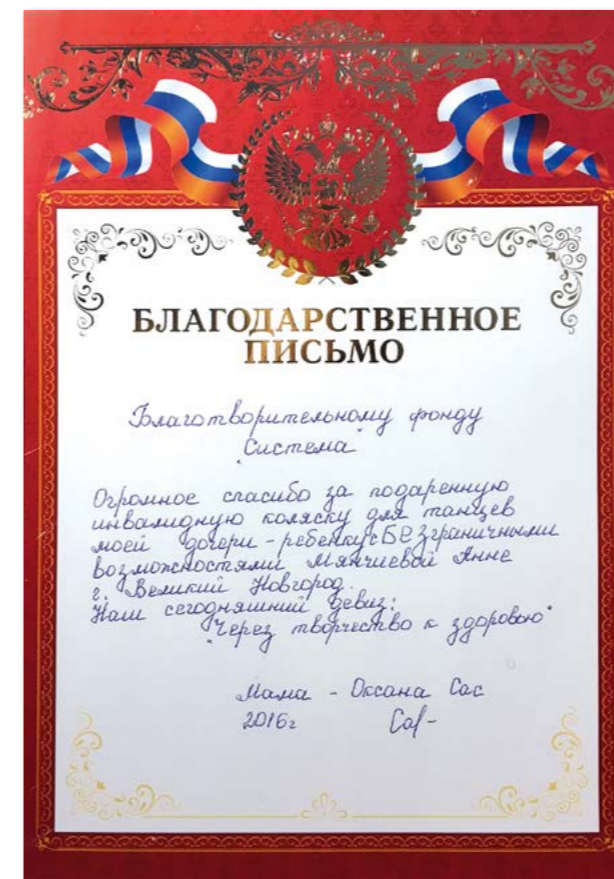 БЛАГОДАРСТВЕННОЕ
ПИСЬМО
Благотворительному фонду
"Система"
Огромное спасибо за подаренную
инвалидную коляску для танцев
моей дочери - ребенку с БЕЗграничными
возможностями Мянчиевой Анне
г. Великий Новгород.
Наш сегодняшний девиз:
"Через творчество к здоровью"
Мама - Оксана Сас
2016г